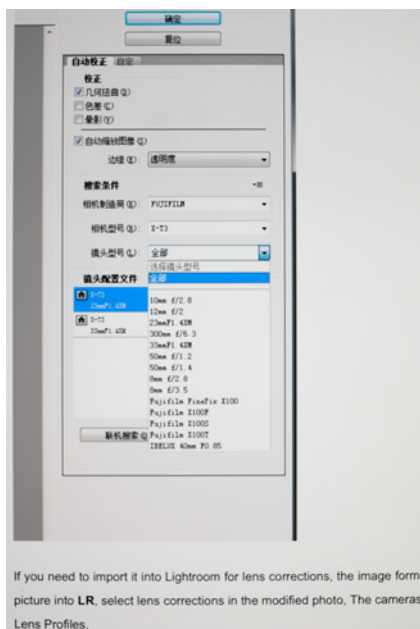 确定
复位
自动校正 自定
校正
几何扭曲(D)
色差(C)
晕影(V)
自动缩放图像(G)
边缘(E): 透明度
搜索条件
相机制造商(K): FUJIFILM
相机型号(O): X-T3
镜头型号(L): 全部
选择镜头型号
全部
镜头配置文件
X-T3
23mmF1.4XM
X-T3
33mmF1.4XM
10mm f/2.8
12mm f/2
23mmF1.4XM
300mm f/6.3
33mmF1.4XM
50mm f/1.2
50mm f/1.4
8mm f/2.8
8mm f/3.5
Fujifilm FinePix X100
Fujifilm X100F
Fujifilm X100S
Fujifilm X100T
IBELUX 40mm F0.85
联机搜索
If you need to import it into Lightroom for lens corrections, the image form
picture into LR, select lens corrections in the modified photo, The cameras
Lens Profiles.